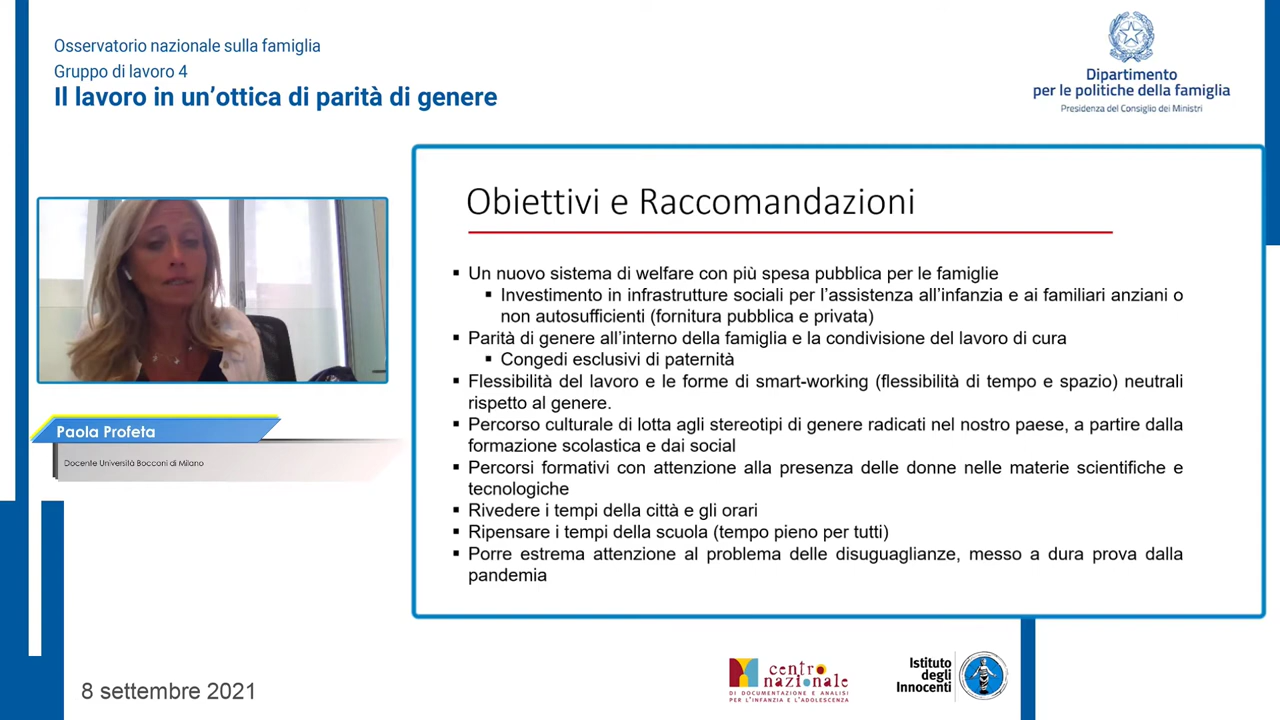 Osservatorio nazionale sulla famiglia
Gruppo di lavoro 4
Il lavoro in un'ottica di parità di genere
Dipartimento
per le politiche della famiglia
Presidenza del Consiglio dei Ministri
Paola Profeta
Docente Università Bocconi di Milano
Obiettivi e Raccomandazioni
▪ Un nuovo sistema di welfare con più spesa pubblica per le famiglie
▪ Investimento in infrastrutture sociali per l'assistenza all'infanzia e ai familiari anziani o
non autosufficienti (fornitura pubblica e privata)
▪ Parità di genere all'interno della famiglia e la condivisione del lavoro di cura
▪ Congedi esclusivi di paternità
▪ Flessibilità del lavoro e le forme di smart-working (flessibilità di tempo e spazio) neutrali
rispetto al genere.
▪ Percorso culturale di lotta agli stereotipi di genere radicati nel nostro paese, a partire dalla
formazione scolastica e dai social
▪ Percorsi formativi con attenzione alla presenza delle donne nelle materie scientifiche e
tecnologiche
▪ Rivedere i tempi della città e gli orari
▪ Ripensare i tempi della scuola (tempo pieno per tutti)
▪ Porre estrema attenzione al problema delle disuguaglianze, messo a dura prova dalla
pandemia
8 settembre 2021
centro
nazionale
DI DOCUMENTAZIONE E ANALISI
PER L'INFANZIA E L'ADOLESCENZA
Istituto
degli
Innocenti